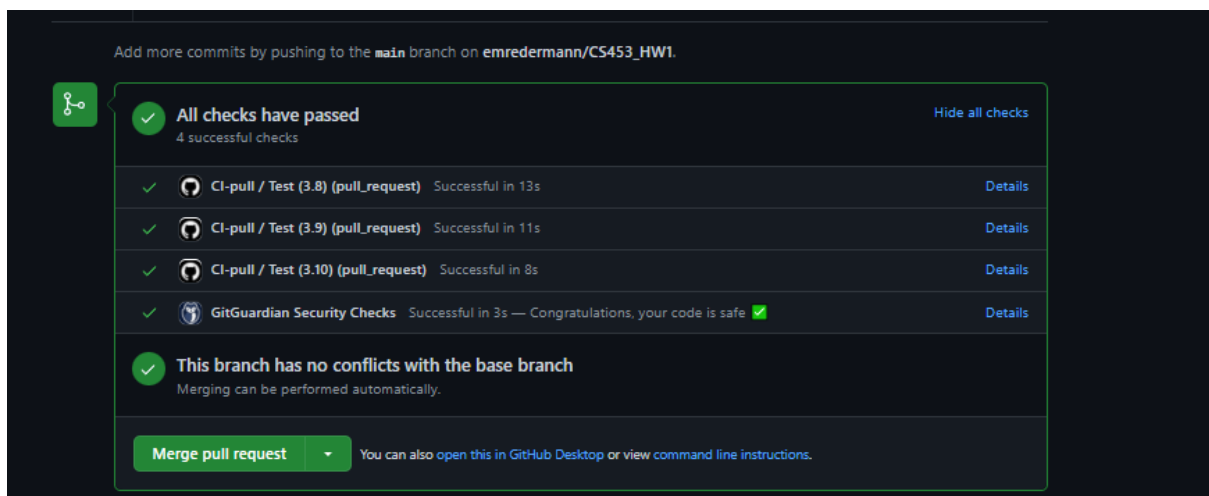 Add more commits by pushing to the main branch on emredermann/CS453_HW1.
All checks have passed
Hide all checks
4 successful checks
CI-pull / Test (3.8) (pull_request) Successful in 13s Details
CI-pull / Test (3.9) (pull_request) Successful in 11s Details
CI-pull / Test (3.10) (pull_request) Successful in 8s Details
GitGuardian Security Checks Successful in 3s — Congratulations, your code is safe ✅ Details
This branch has no conflicts with the base branch
Merging can be performed automatically.
Merge pull request You can also open this in GitHub Desktop or view command line instructions.